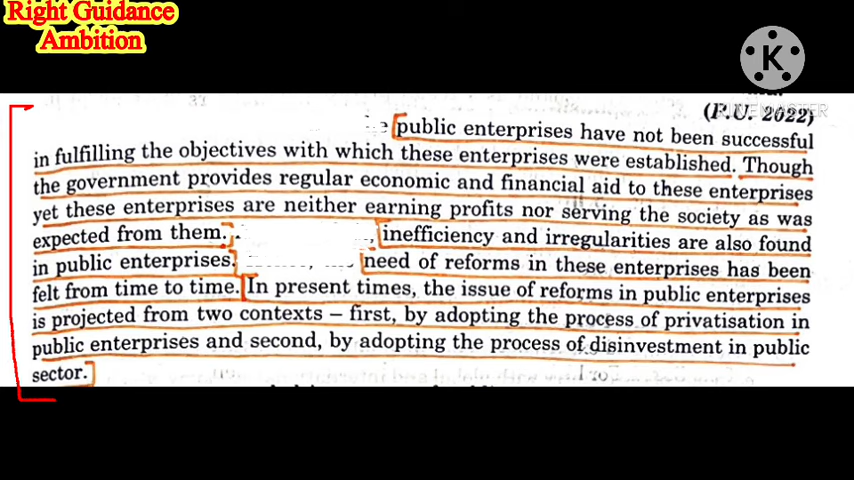 Right Guidance
Ambition
K
KINEMASTER
(P.U. 2022)
public enterprises have not been successful
in fulfilling the objectives with which these enterprises were established. Though
the government provides regular economic and financial aid to these enterprises
yet these enterprises are neither earning profits nor serving the society as was
expected from them. inefficiency and irregularities are also found
in public enterprises. need of reforms in these enterprises has been
felt from time to time. In present times, the issue of reforms in public enterprises
is projected from two contexts – first, by adopting the process of privatisation in
public enterprises and second, by adopting the process of disinvestment in public
sector.